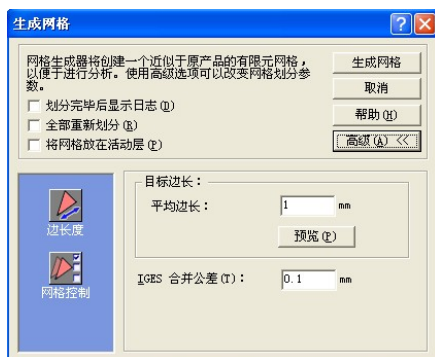 生成网格
网格生成器将创建一个近似于原产品的有限元网格，
以便于进行分析。使用高级选项可以改变网格划分参
数。
划分完毕后显示日志(D)
全部重新划分(R)
将网格放在活动层(P)
生成网格
取消
帮助(H)
高级(A) <<
边长度
网格控制
目标边长：
平均边长：
1
mm
预览(P)
IGES 合并公差(T)：
0.1
mm